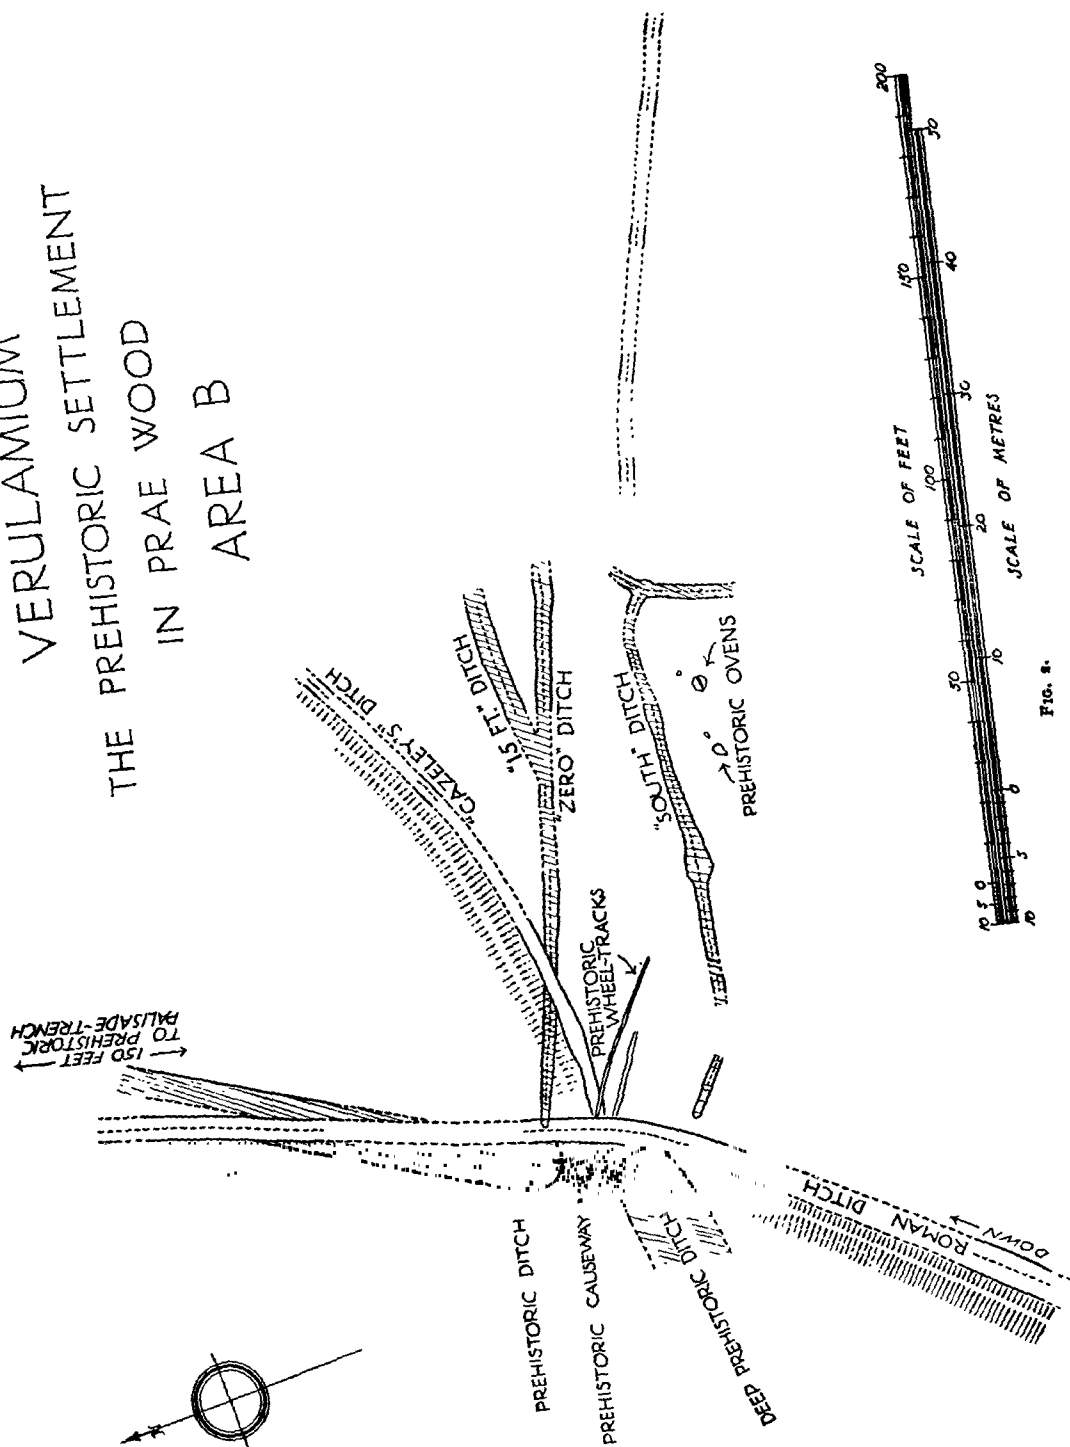 VERULAMIUM
THE PREHISTORIC SETTLEMENT
IN PRAE WOOD
AREA B
← 150 FEET →
TO PREHISTORIC
PALISADE-TRENCH
"GAZELEY'S" DITCH
"15 FT." DITCH
"ZERO" DITCH
"SOUTH" DITCH
PREHISTORIC OVENS
PREHISTORIC
WHEEL-TRACKS
PREHISTORIC DITCH
PREHISTORIC CAUSEWAY
DEEP PREHISTORIC DITCH
ROMAN DITCH
DOWN
N
SCALE OF FEET
10 5 0 50 100 150 200
10 5 0 10 20 30 40 50
SCALE OF METRES
FIG. 2.